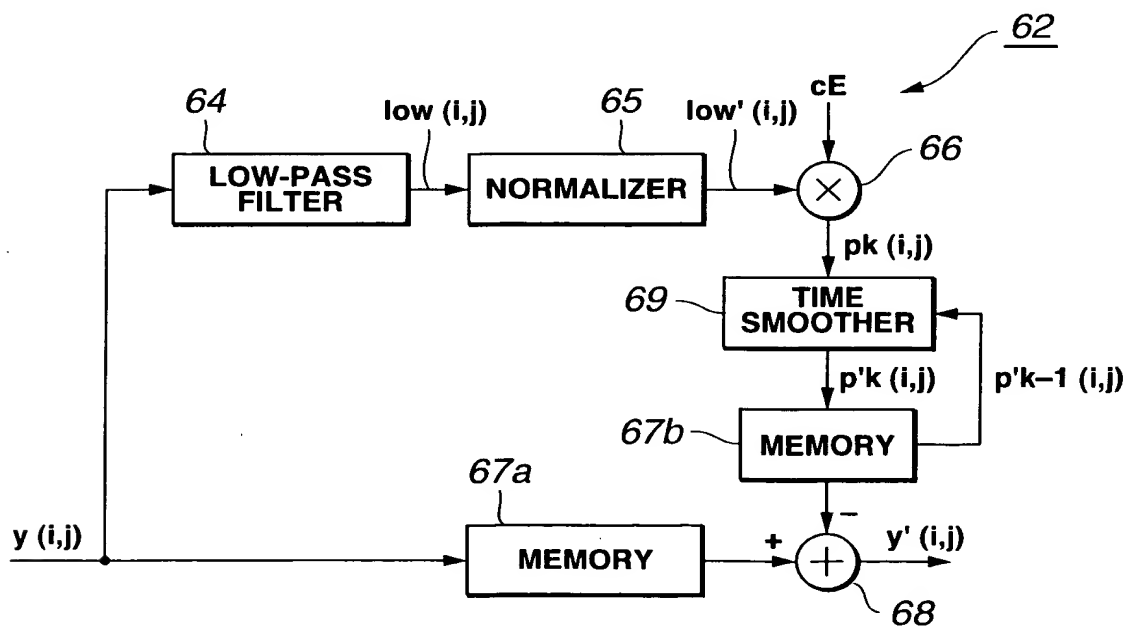 62
64
low (i,j)
65
low' (i,j)
cE
66
LOW-PASS
FILTER
NORMALIZER
×
pk (i,j)
69
TIME
SMOOTHER
p'k (i,j)
p'k–1 (i,j)
67b
MEMORY
67a
–
y (i,j)
MEMORY
+
+
y' (i,j)
68